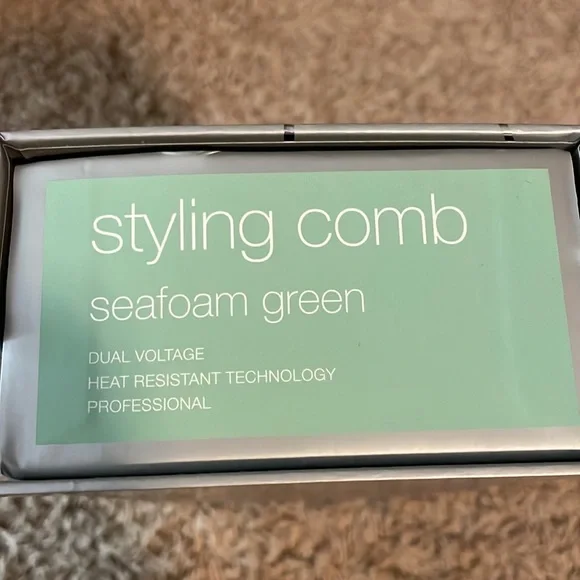 styling comb
seafoam green
DUAL VOLTAGE
HEAT RESISTANT TECHNOLOGY
PROFESSIONAL